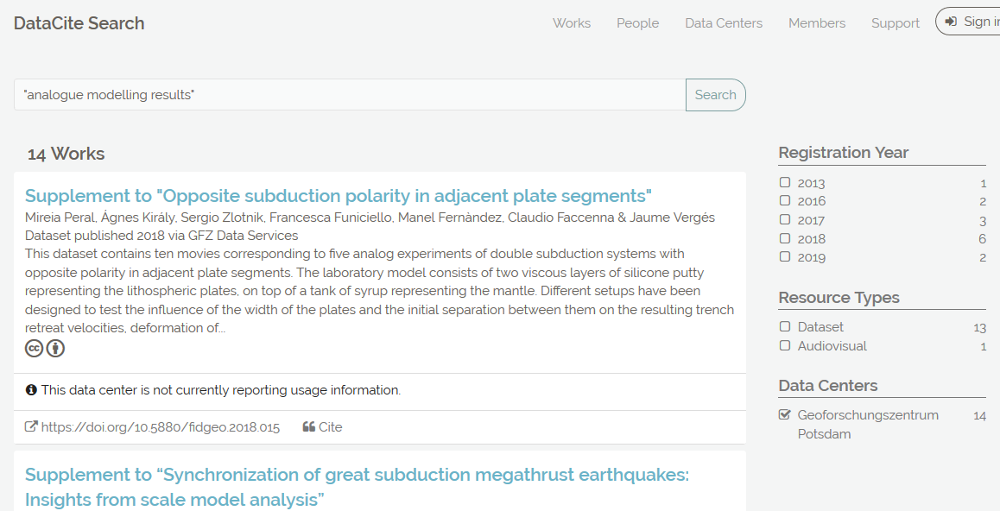 DataCite Search
Works People Data Centers Members Support Sign in
"analogue modelling results" Search
14 Works
Supplement to "Opposite subduction polarity in adjacent plate segments"
Mireia Peral, Ágnes Király, Sergio Zlotnik, Francesca Funiciello, Manel Fernàndez, Claudio Faccenna & Jaume Vergés
Dataset published 2018 via GFZ Data Services
This dataset contains ten movies corresponding to five analog experiments of double subduction systems with
opposite polarity in adjacent plate segments. The laboratory model consists of two viscous layers of silicone putty
representing the lithospheric plates, on top of a tank of syrup representing the mantle. Different setups have been
designed to test the influence of the width of the plates and the initial separation between them on the resulting trench
retreat velocities, deformation of...
cc
This data center is not currently reporting usage information.
https://doi.org/10.5880/fidgeo.2018.015 Cite
Supplement to “Synchronization of great subduction megathrust earthquakes:
Insights from scale model analysis”
Registration Year
2013 1
2016 2
2017 3
2018 6
2019 2
Resource Types
Dataset 13
Audiovisual 1
Data Centers
Geoforschungszentrum 14
Potsdam